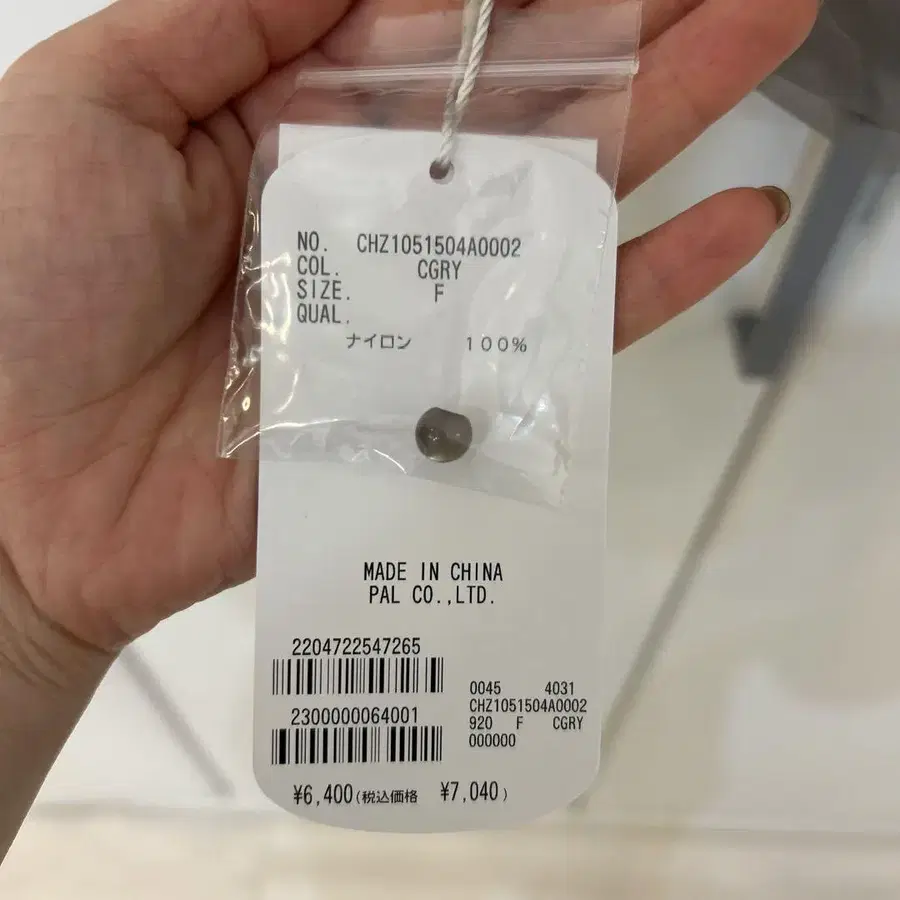 NO. CHZ1051504A0002
COL. CGRY
SIZE. F
QUAL.
ナイロン 100%
MADE IN CHINA
PAL CO.,LTD.
2204722547265
2300000064001
0045 4031
CHZ1051504A0002
920 F CGRY
000000
¥6,400(税込価格 ¥7,040)